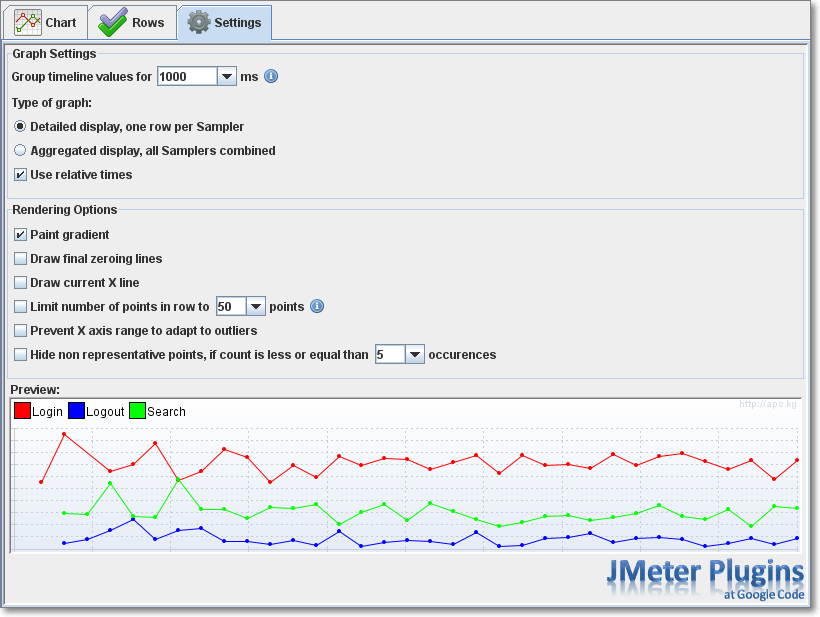 Chart Rows Settings
Graph Settings
Group timeline values for 1000 ms
Type of graph:
Detailed display, one row per Sampler
Aggregated display, all Samplers combined
Use relative times
Rendering Options
Paint gradient
Draw final zeroing lines
Draw current X line
Limit number of points in row to 50 points
Prevent X axis range to adapt to outliers
Hide non representative points, if count is less or equal than 5 occurences
Preview:
http://apc.kg
Login Logout Search
JMeter Plugins
at Google Code